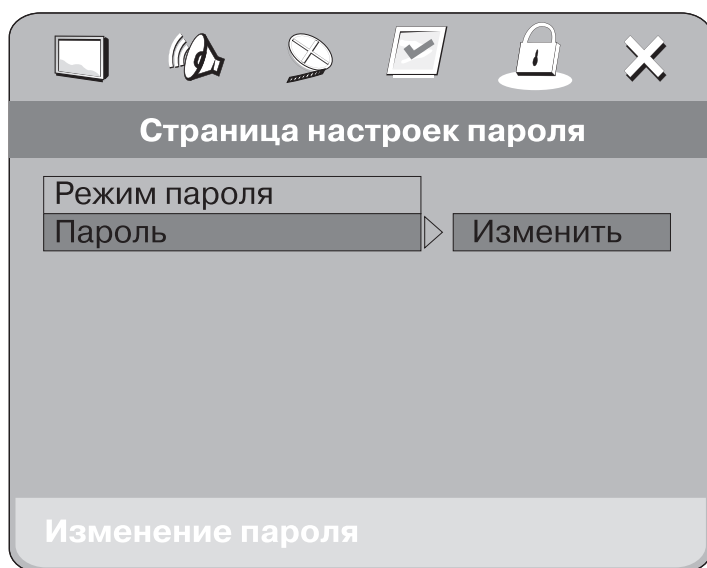 Страница настроек пароля
Режим пароля
Пароль Изменить
Изменение пароля